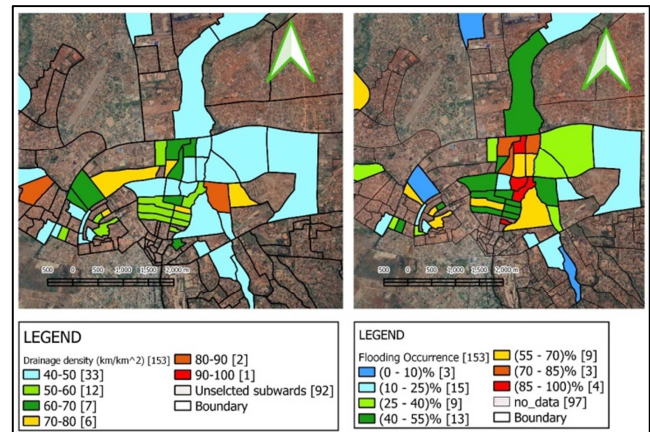 500 0 500 1,000 1,500 2,000 m
500 0 500 1,000 1,500 2,000 m
LEGEND
Drainage density (km/km^2) [153]
40-50 [33]
50-60 [12]
60-70 [7]
70-80 [6]
80-90 [2]
90-100 [1]
Unselcted subwards [92]
Boundary
LEGEND
Flooding Occurrence [153]
(0 - 10)% [3]
(10 - 25)% [15]
(25 - 40)% [9]
(40 - 55)% [13]
(55 - 70)% [9]
(70 - 85)% [3]
(85 - 100)% [4]
no_data [97]
Boundary